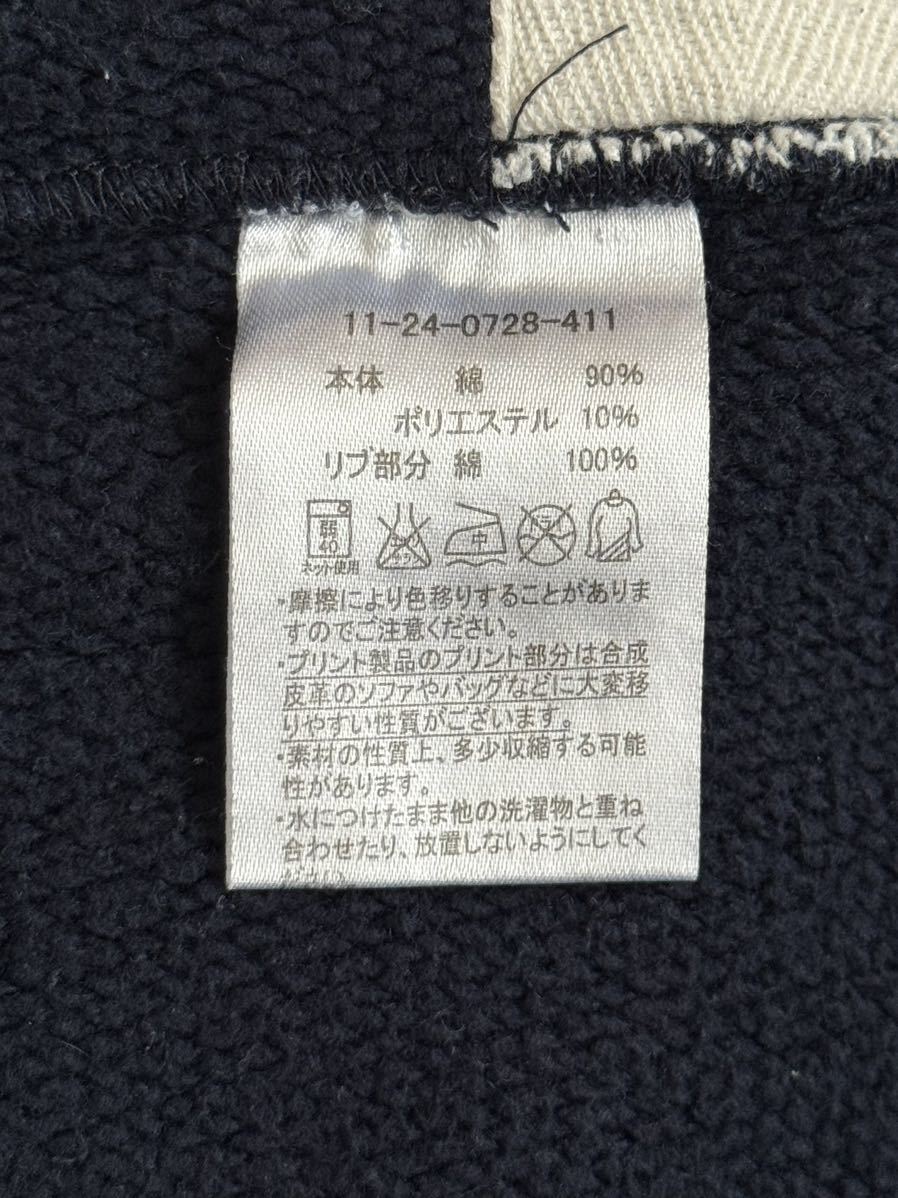 11-24-0728-411
本体 綿 90%
ポリエステル 10%
リブ部分 綿 100%
弱
40
ネット使用
中
・摩擦により色移りすることがありま
すのでご注意ください。
・プリント製品のプリント部分は合成
皮革のソファやバッグなどに大変移
りやすい性質がございます。
・素材の性質上、多少収縮する可能
性があります。
・水につけたまま他の洗濯物と重ね
合わせたり、放置しないようにしてく
ださい